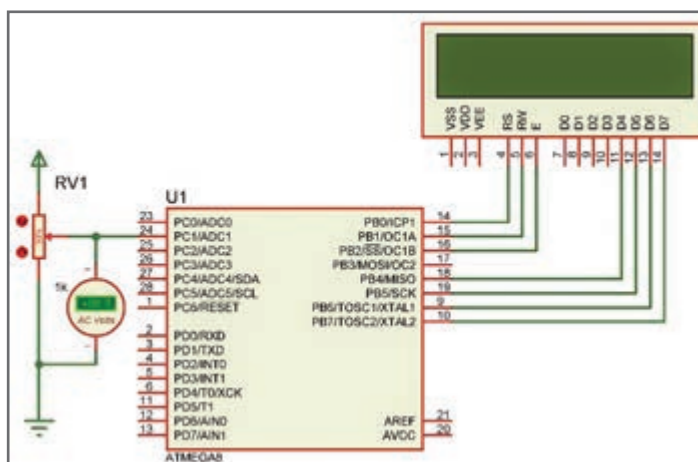 VSS VDD VEE RS RW E D0 D1 D2 D3 D4 D5 D6 D7
1 2 3 4 5 6 7 8 9 10 11 12 13 14
RV1
1k
AC Volts
U1
23 PC0/ADC0 PB0/ICP1 14
24 PC1/ADC1 PB1/OC1A 15
25 PC2/ADC2 PB2/SS/OC1B 16
26 PC3/ADC3 PB3/MOSI/OC2 17
27 PC4/ADC4/SDA PB4/MISO 18
28 PC5/ADC5/SCL PB5/SCK 19
1 PC6/RESET PB6/TOSC1/XTAL1 9
PB7/TOSC2/XTAL2 10
2 PD0/RXD
3 PD1/TXD
4 PD2/INT0
5 PD3/INT1
6 PD4/T0/XCK
11 PD5/T1
12 PD6/AIN0 AREF 21
13 PD7/AIN1 AVCC 20
ATMEGA8